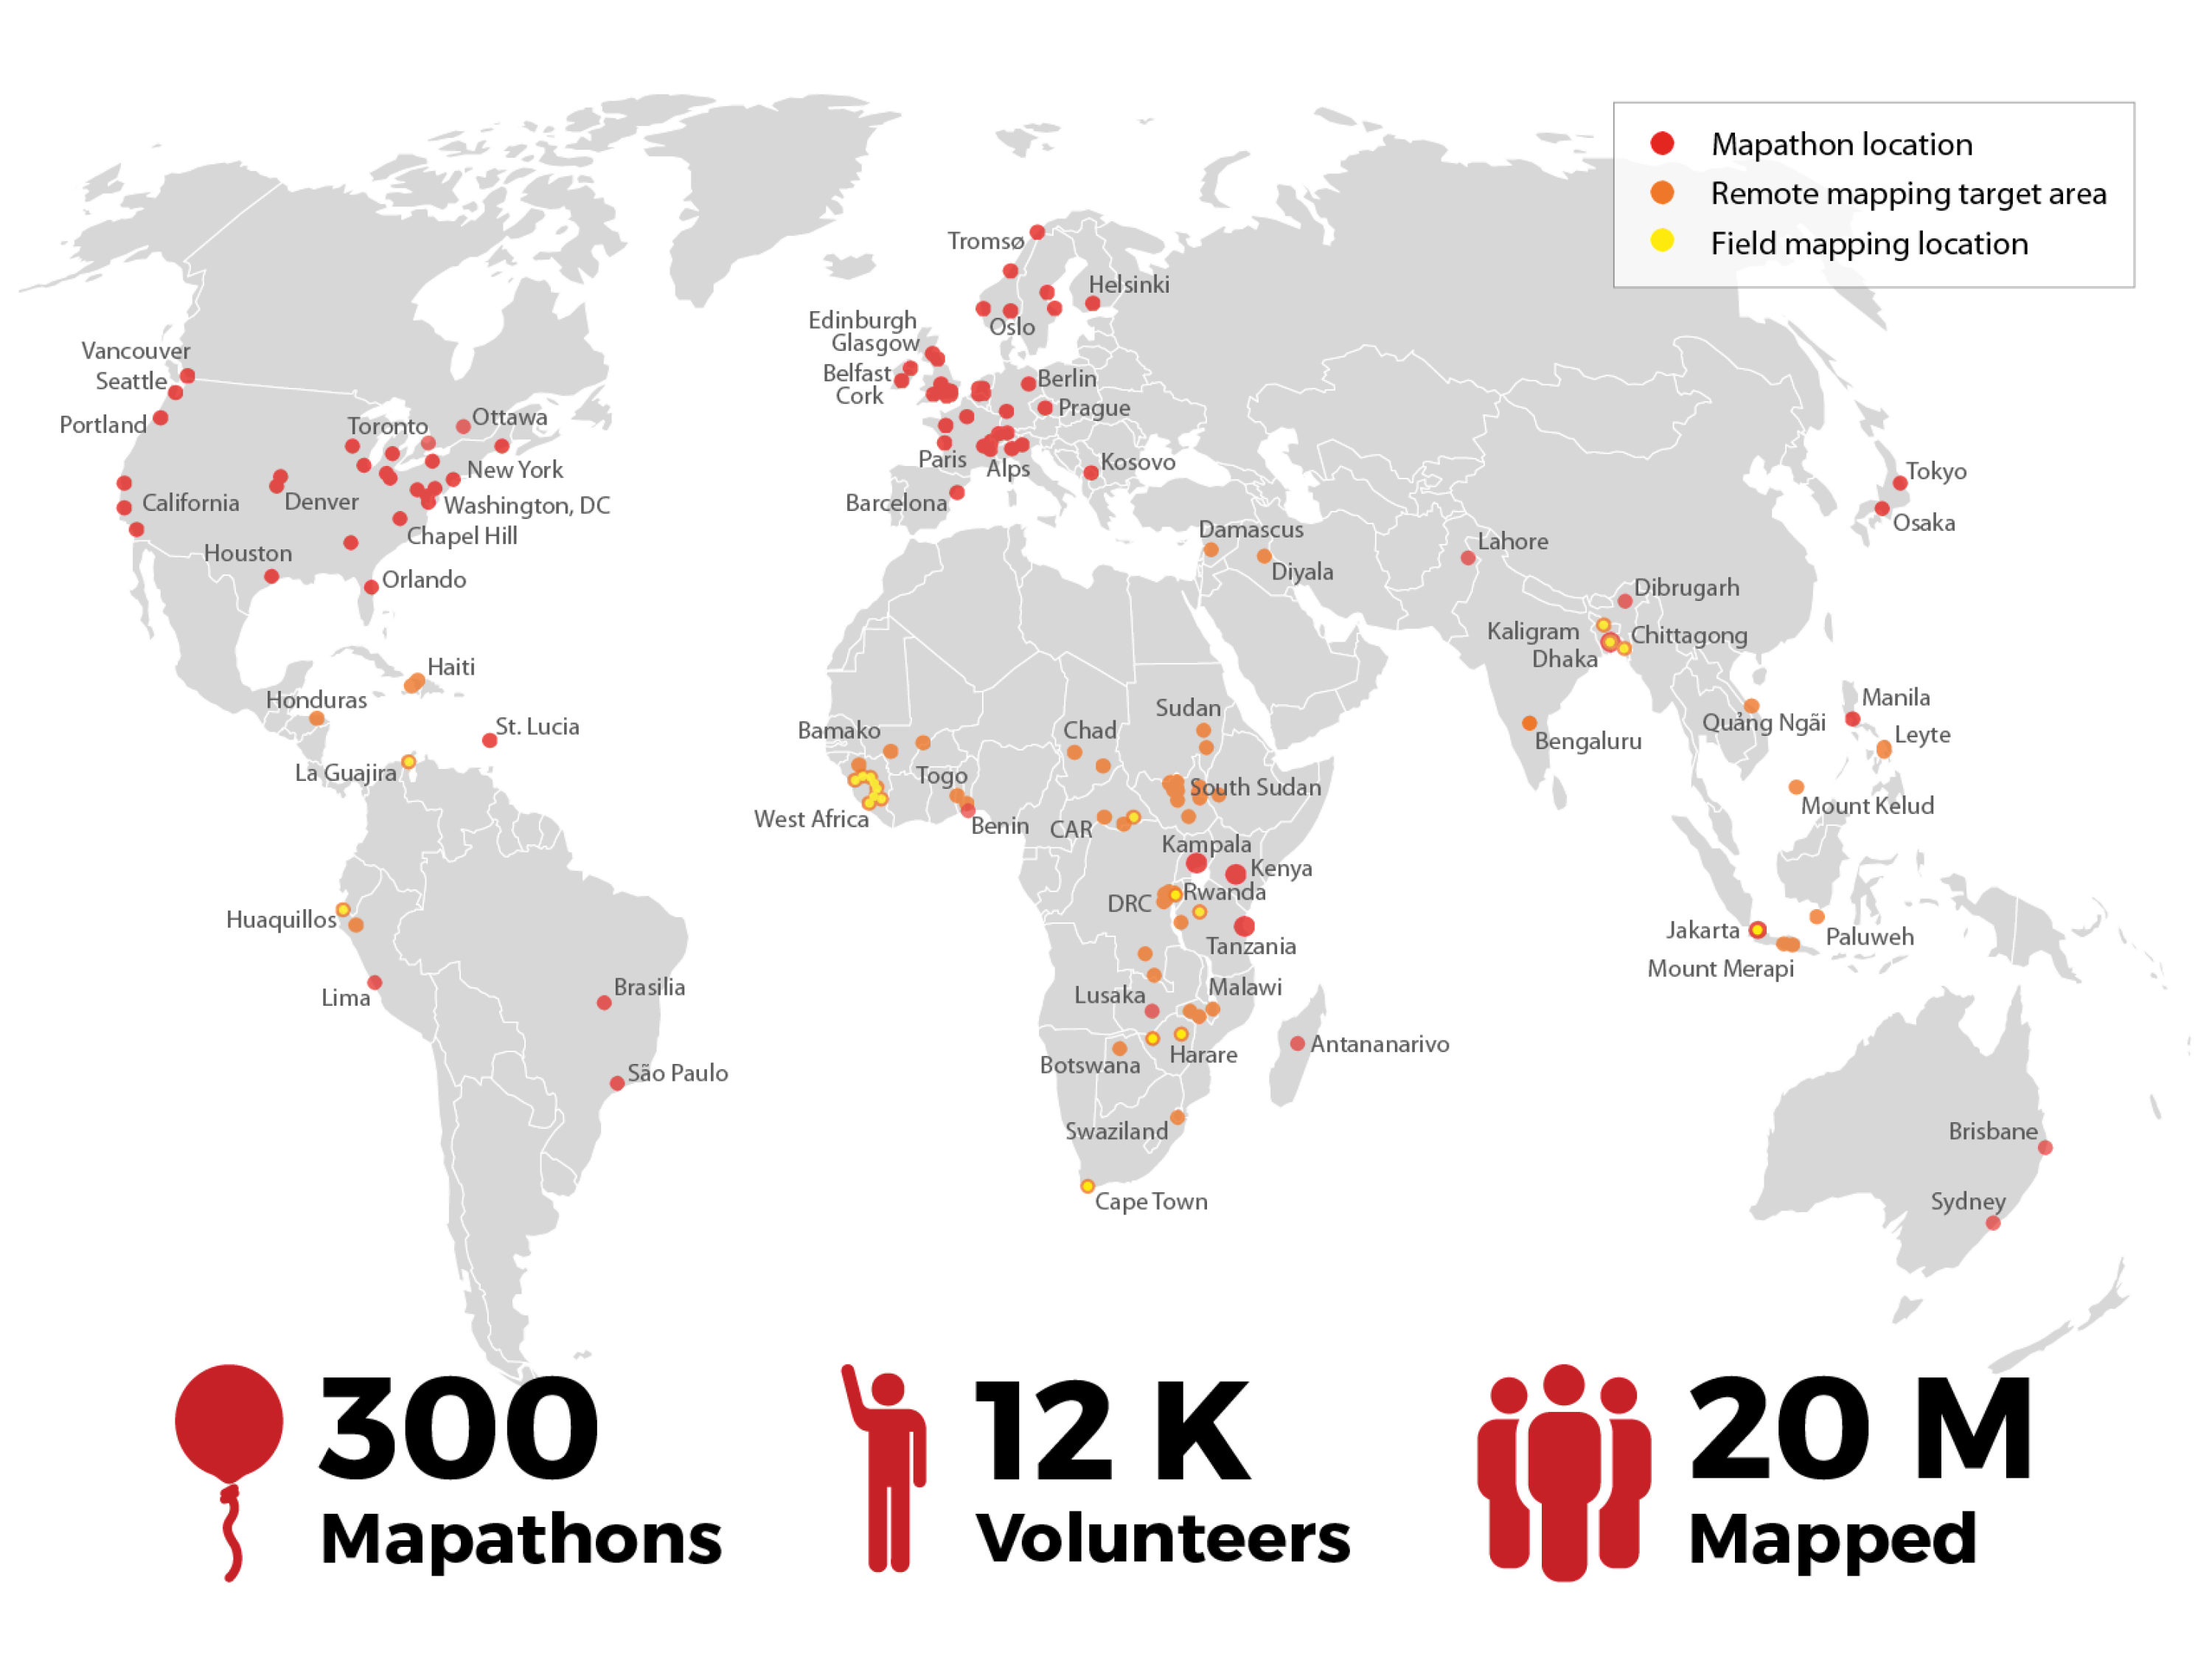 Mapathon location
Remote mapping target area
Field mapping location
Tromsø
Helsinki
Oslo
Edinburgh
Glasgow
Belfast
Cork
Berlin
Prague
Paris
Alps
Kosovo
Barcelona
Vancouver
Seattle
Portland
Toronto
Ottawa
New York
California
Denver
Washington, DC
Chapel Hill
Houston
Orlando
Tokyo
Osaka
Damascus
Diyala
Lahore
Dibrugarh
Kaligram
Chittagong
Dhaka
Haiti
Honduras
St. Lucia
La Guajira
Bamako
Chad
Sudan
Togo
South Sudan
West Africa
Benin
CAR
Kampala
Kenya
Rwanda
DRC
Tanzania
Bengaluru
Quảng Ngãi
Manila
Leyte
Mount Kelud
Jakarta
Paluweh
Mount Merapi
Huaquillos
Lima
Brasilia
São Paulo
Lusaka
Malawi
Antananarivo
Harare
Botswana
Swaziland
Cape Town
Brisbane
Sydney
300
Mapathons
12 K
Volunteers
20 M
Mapped